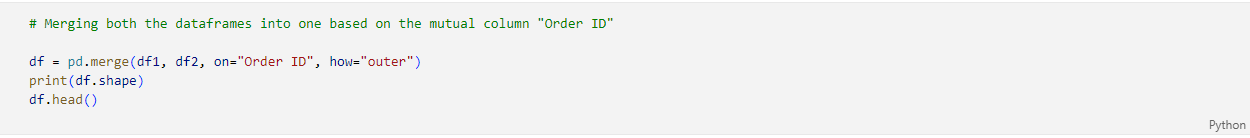 # Merging both the dataframes into one based on the mutual column "Order ID"
df = pd.merge(df1, df2, on="Order ID", how="outer")
print(df.shape)
df.head()
Python